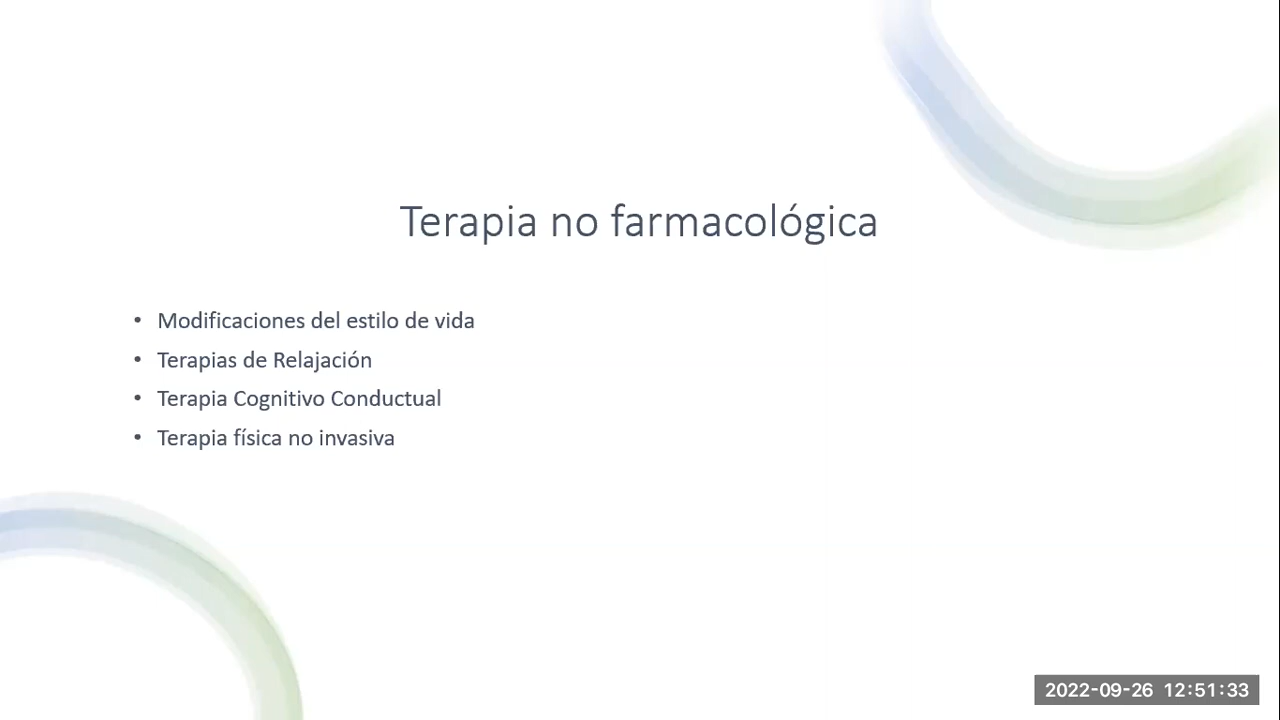 Terapia no farmacológica
• Modificaciones del estilo de vida
• Terapias de Relajación
• Terapia Cognitivo Conductual
• Terapia física no invasiva
2022-09-26 12:51:33